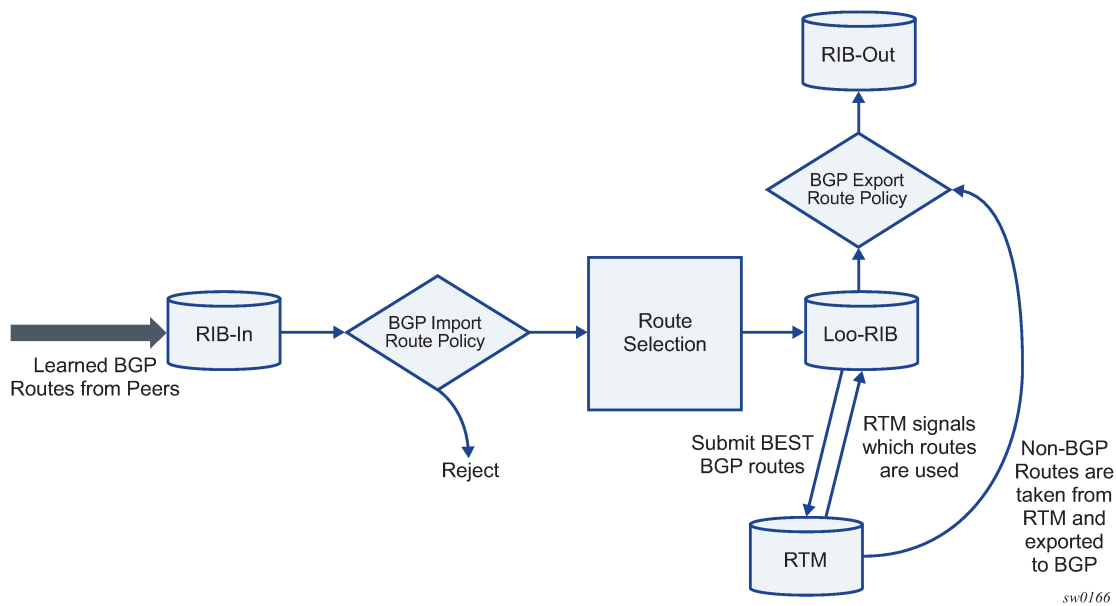 RIB-Out
BGP Export
Route Policy
RIB-In
BGP Import
Route Policy
Route
Selection
Loo-RIB
Learned BGP
Routes from Peers
Reject
Submit BEST
BGP routes
RTM signals
which routes
are used
Non-BGP
Routes are
taken from
RTM and
exported
to BGP
RTM
sw0166